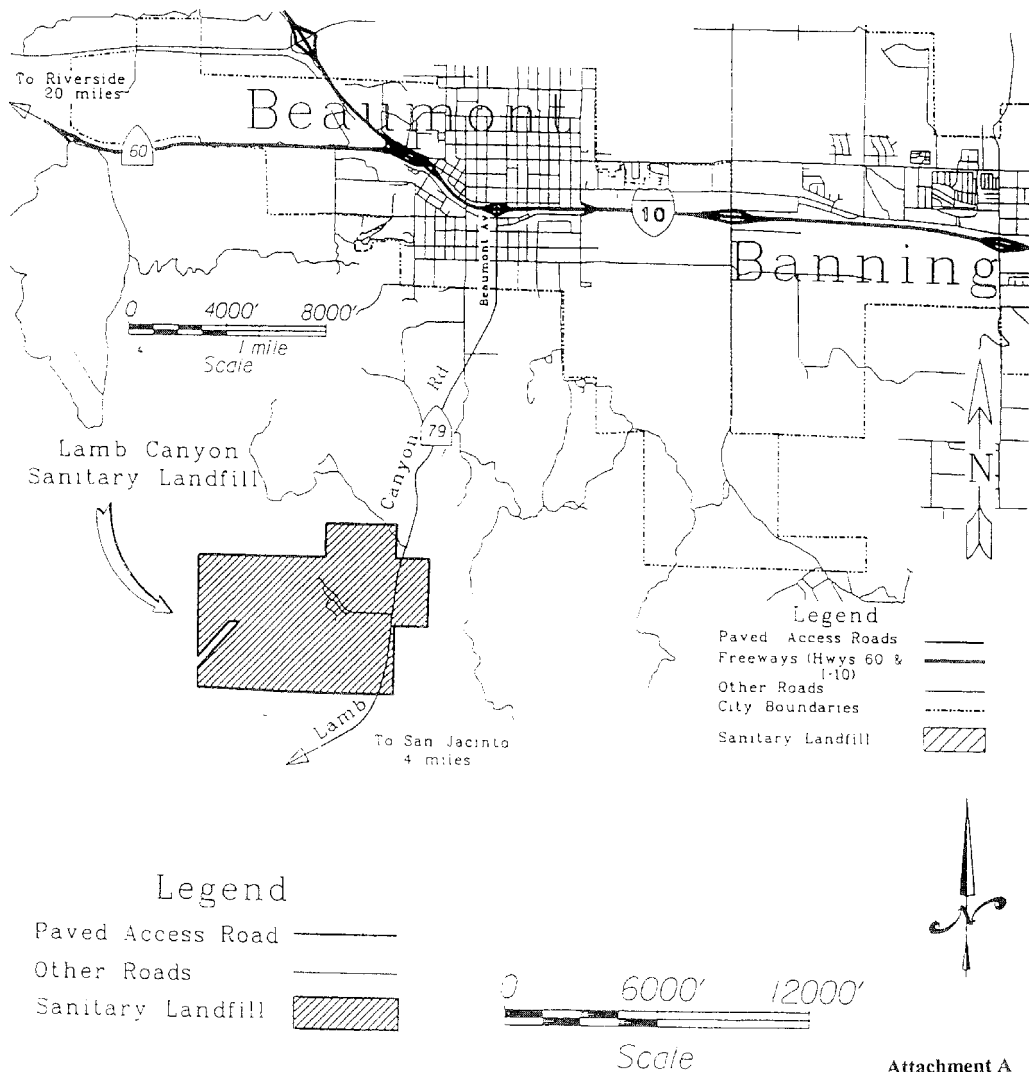 To Riverside
20 miles
60
Beaumont
10
Beaumont Av
Banning
0 4000' 8000'
1 mile
Scale
Rd
79
Canyon
Lamb Canyon
Sanitary Landfill
N
Lamb
To San Jacinto
4 miles
Legend
Paved Access Roads
Freeways (Hwys 60 &
I-10)
Other Roads
City Boundaries
Sanitary Landfill
Legend
Paved Access Road
Other Roads
Sanitary Landfill
N
0 6000' 12000'
Scale
Attachment A